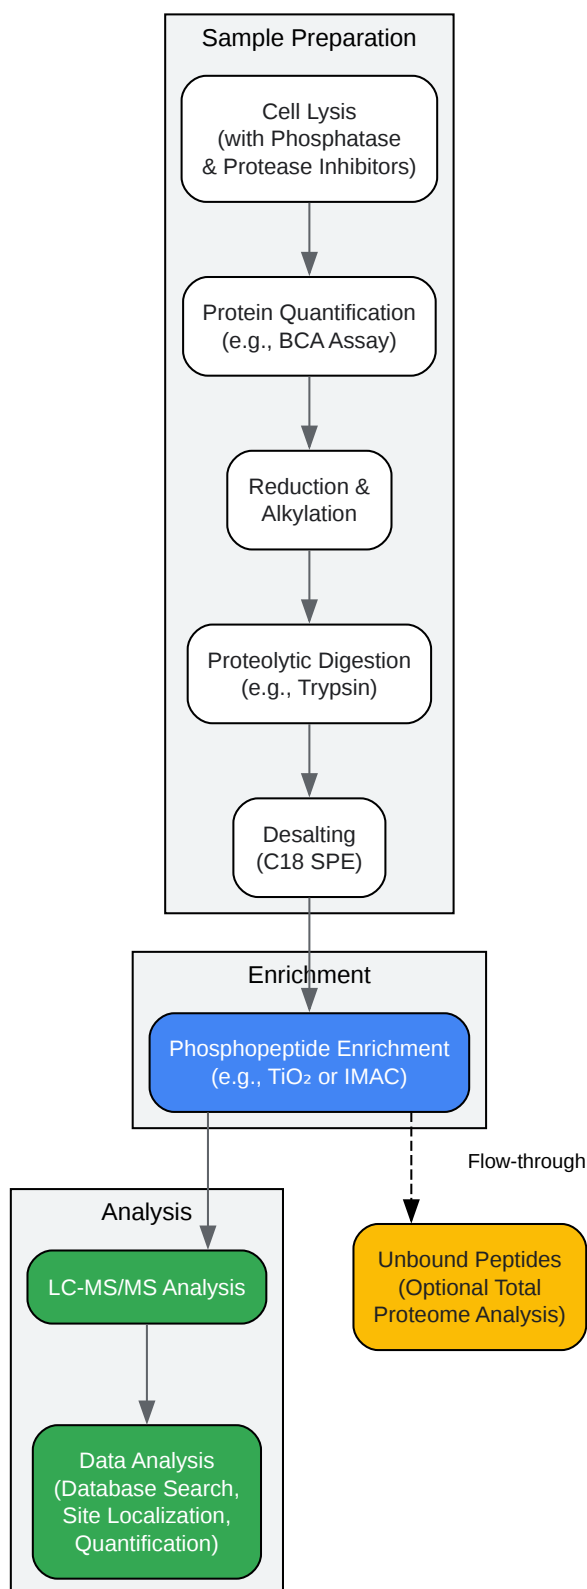 Sample Preparation
Cell Lysis
(with Phosphatase
& Protease Inhibitors)
Protein Quantification
(e.g., BCA Assay)
Reduction &
Alkylation
Proteolytic Digestion
(e.g., Trypsin)
Desalting
(C18 SPE)
Enrichment
Phosphopeptide Enrichment
(e.g., TiO₂ or IMAC)
Flow-through
Analysis
LC-MS/MS Analysis
Unbound Peptides
(Optional Total
Proteome Analysis)
Data Analysis
(Database Search,
Site Localization,
Quantification)